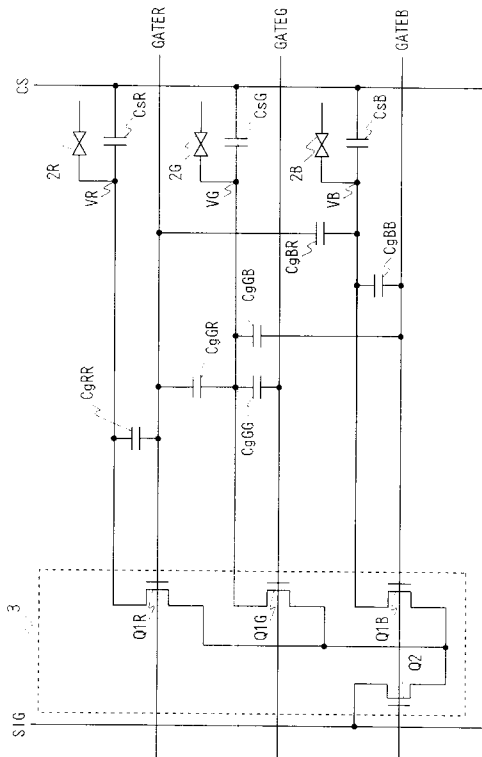 GATER
GATEG
GATEB
CS
2R
CsR
VR
2G
CsG
VG
2B
CsB
VB
CgBR
CgBB
CgGB
CgGR
CgGG
CgRR
3
Q1R
Q1G
Q1B
Q2
SIG